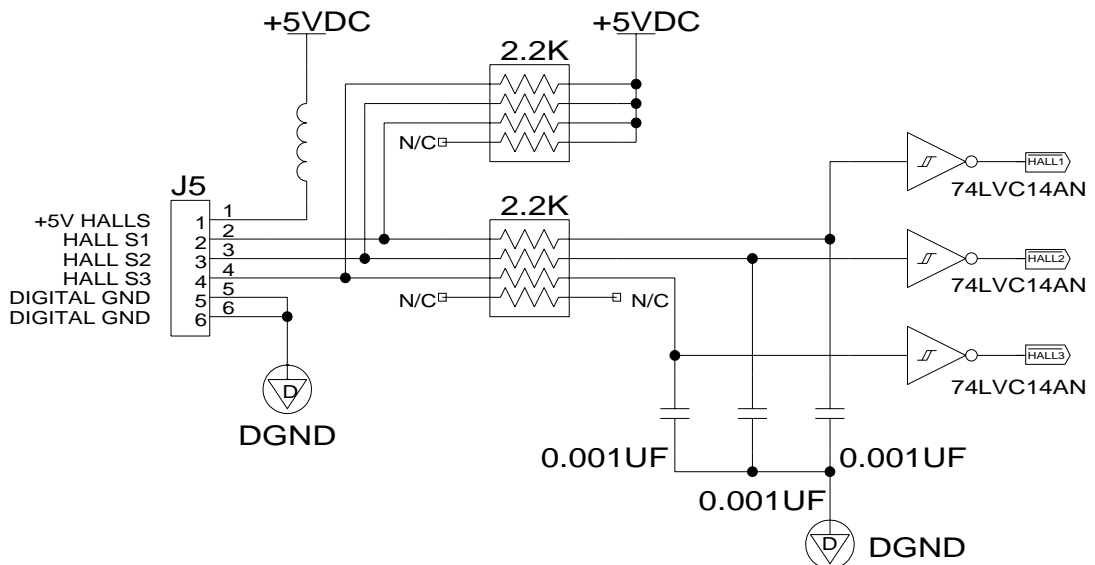 +5VDC
+5VDC
2.2K
N/C
HALL1
74LVC14AN
J5
+5V HALLS 1 1
HALL S1 2 2
HALL S2 3 3
HALL S3 4 4
DIGITAL GND 5 5
DIGITAL GND 6 6
2.2K
N/C
N/C
HALL2
74LVC14AN
HALL3
74LVC14AN
D
DGND
0.001UF
0.001UF
0.001UF
D
DGND